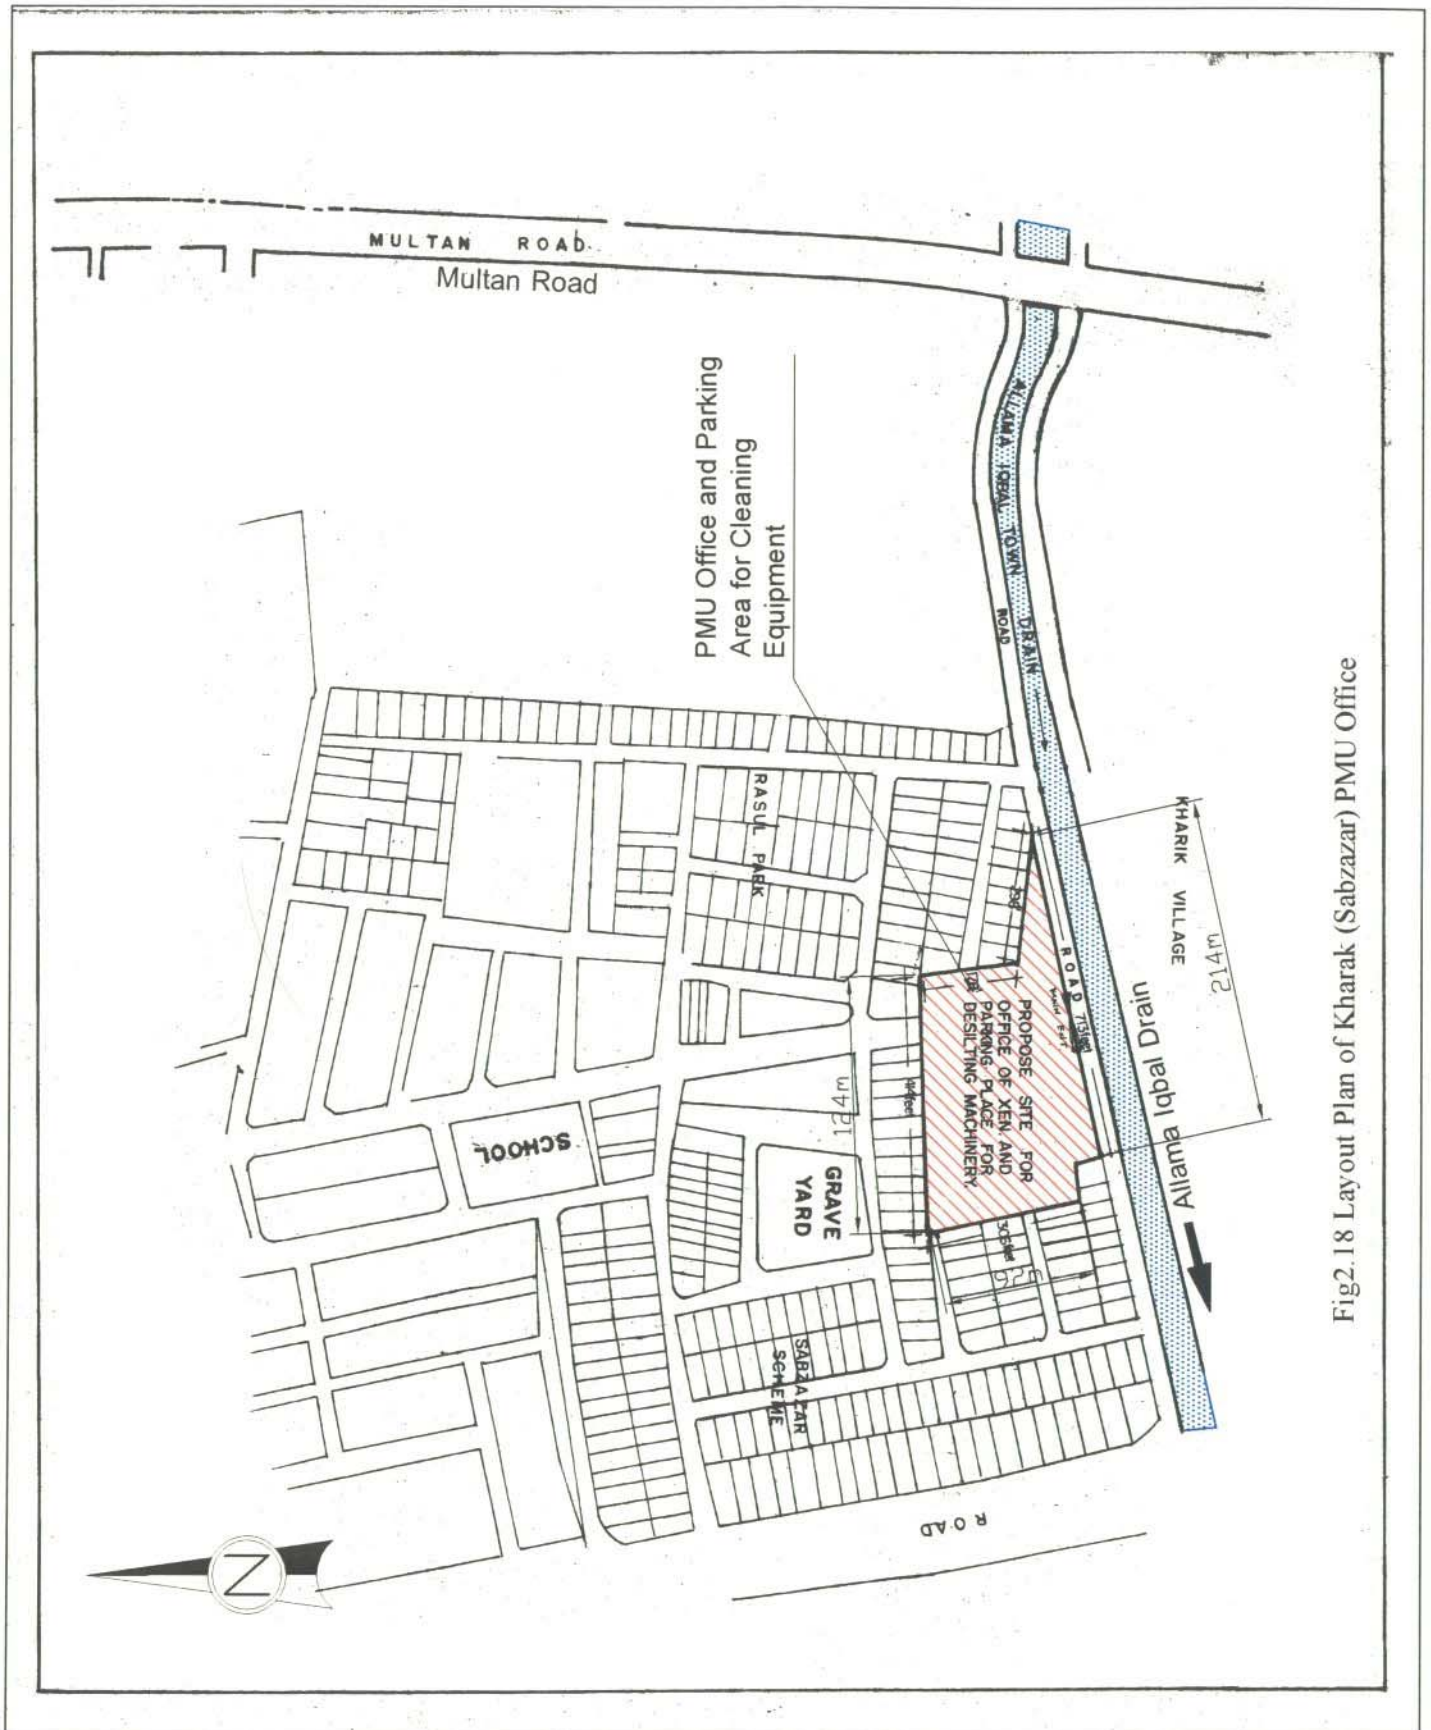 MULTAN ROAD
Multan Road
PMU Office and Parking
Area for Cleaning
Equipment
ALLAMA IQBAL TOWN DRAIN
ROAD
KHARIK VILLAGE
214m
Allama Iqbal Drain
RASUL PARK
ROAD 713feet
PROPOSE SITE FOR
OFFICE OF XEN. AND
PARKING PLACE FOR
DESILTING MACHINERY.
124m
SCHOOL
GRAVE
YARD
305feet
SABZAZAR
SCHEME
ROAD
N
Fig2.18 Layout Plan of Kharak (Sabzazar) PMU Office